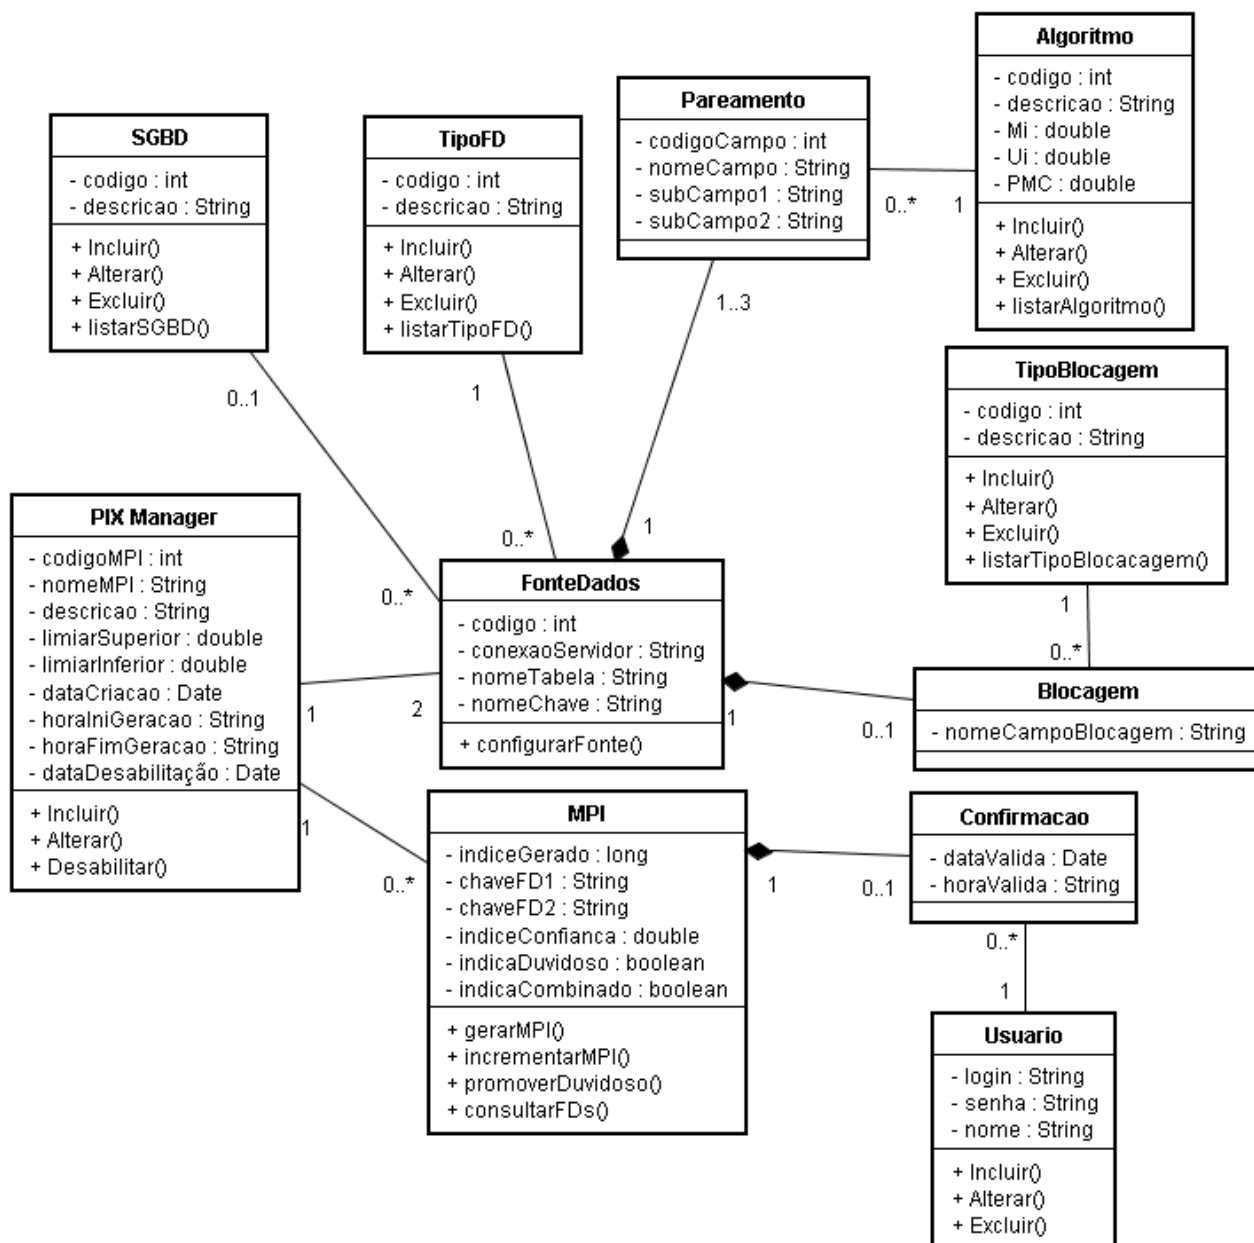 Algoritmo
- codigo : int
- descricao : String
- Mi : double
- Ui : double
- PMC : double
+ Incluir()
+ Alterar()
+ Excluir()
+ listarAlgoritmo()
Pareamento
- codigoCampo : int
- nomeCampo : String
- subCampo1 : String
- subCampo2 : String
0..*
1
SGBD
- codigo : int
- descricao : String
+ Incluir()
+ Alterar()
+ Excluir()
+ listarSGBD()
TipoFD
- codigo : int
- descricao : String
+ Incluir()
+ Alterar()
+ Excluir()
+ listarTipoFD()
1..3
0..1
1
TipoBlocagem
- codigo : int
- descricao : String
+ Incluir()
+ Alterar()
+ Excluir()
+ listarTipoBlocacagem()
PIX Manager
- codigoMPI : int
- nomeMPI : String
- descricao : String
- limiarSuperior : double
- limiarInferior : double
- dataCriacao : Date
- horaIniGeracao : String
- horaFimGeracao : String
- dataDesabilitação : Date
+ Incluir()
+ Alterar()
+ Desabilitar()
0..*
0..*
1
FonteDados
- codigo : int
- conexaoServidor : String
- nomeTabela : String
- nomeChave : String
+ configurarFonte()
1
2
1
0..1
1
0..*
Blocagem
- nomeCampoBlocagem : String
1
0..*
MPI
- indiceGerado : long
- chaveFD1 : String
- chaveFD2 : String
- indiceConfianca : double
- indicaDuvidoso : boolean
- indicaCombinado : boolean
+ gerarMPI()
+ incrementarMPI()
+ promoverDuvidoso()
+ consultarFDs()
1
0..1
Confirmacao
- dataValida : Date
- horaValida : String
0..*
1
Usuario
- login : String
- senha : String
- nome : String
+ Incluir()
+ Alterar()
+ Excluir()